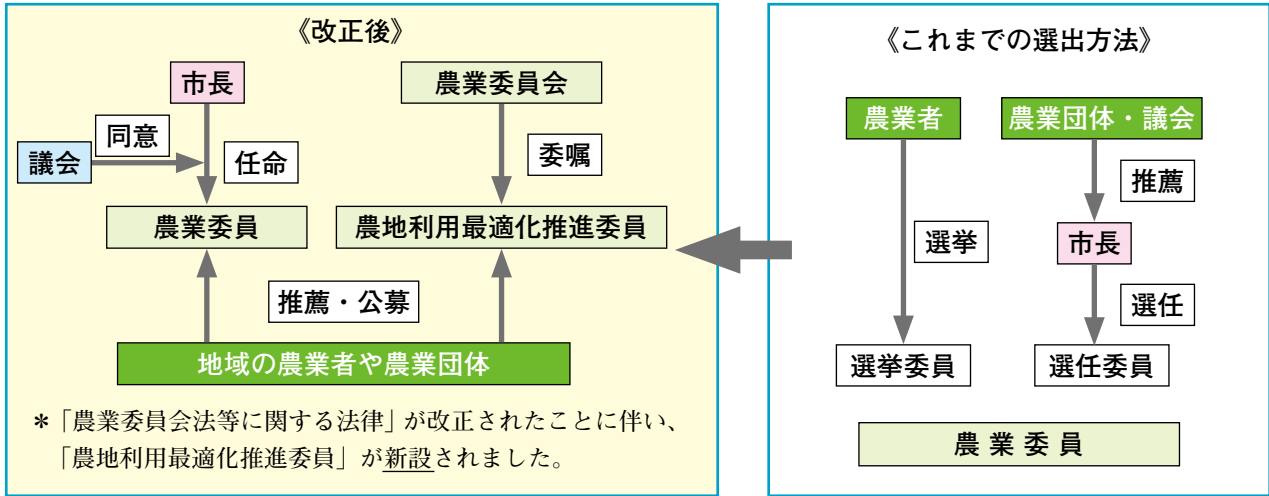 《改正後》
市長
農業委員会
同意
議会
任命
委嘱
農業委員
農地利用最適化推進委員
推薦・公募
地域の農業者や農業団体
＊「農業委員会法等に関する法律」が改正されたことに伴い、
「農地利用最適化推進委員」が新設されました。
《これまでの選出方法》
農業者
農業団体・議会
推薦
選挙
市長
選任
選挙委員
選任委員
農業委員